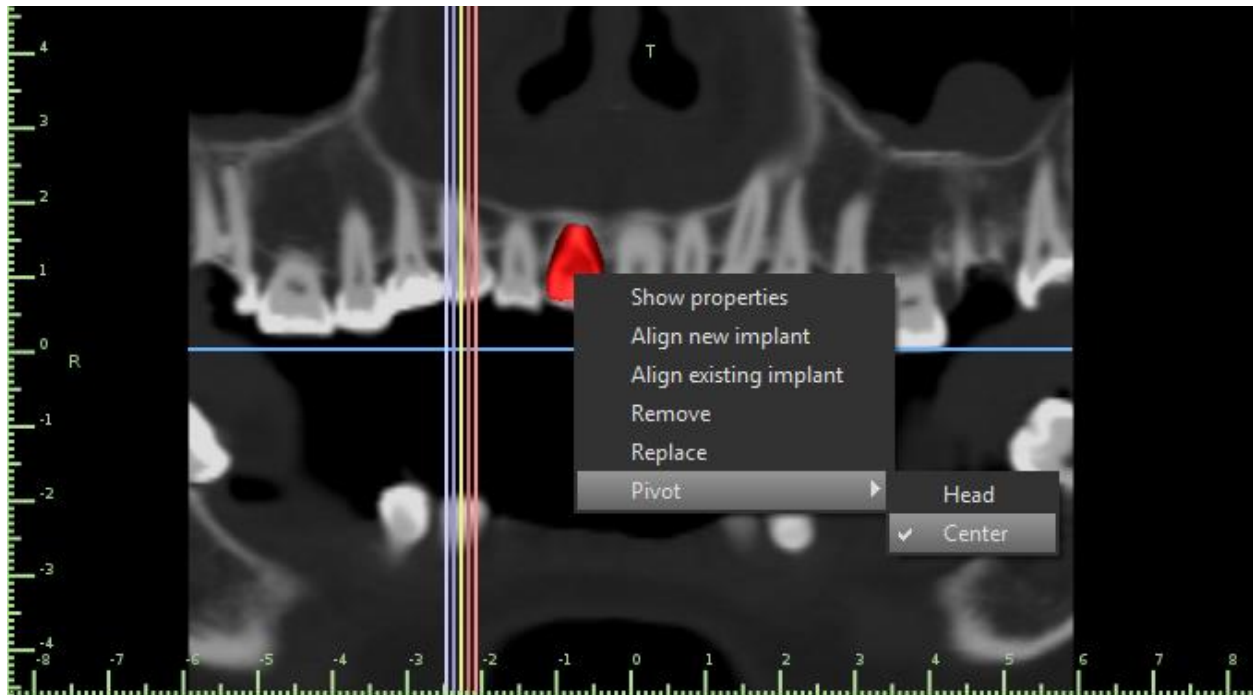 4
T
3
2
1
Show properties
Align new implant
0
R
Align existing implant
-1
Remove
Replace
-2
Pivot
Head
Center
-3
-4
-8 -7 -6 -5 -4 -3 -2 -1 0 1 2 3 4 5 6 7 8